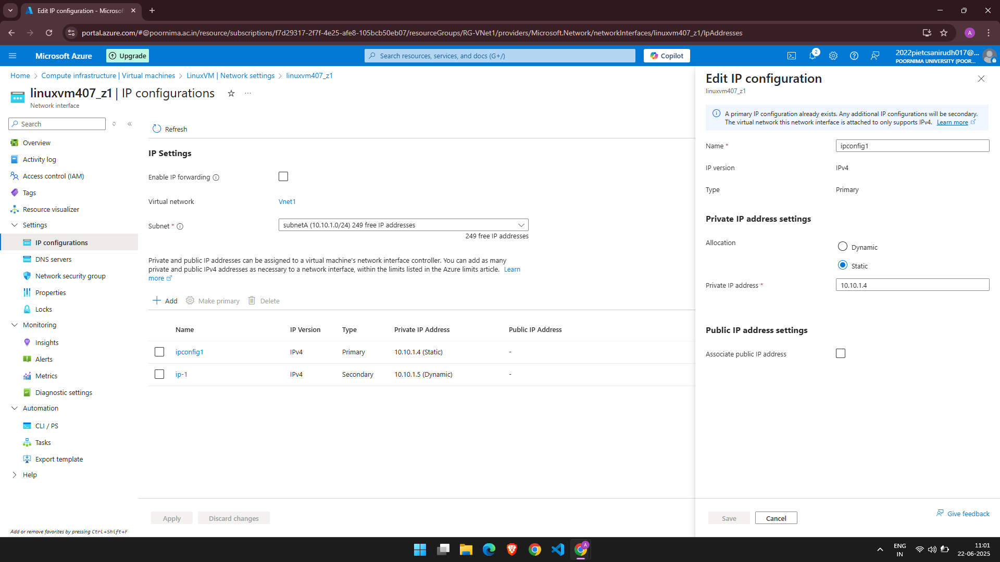 Edit IP configuration - Microsof
portal.azure.com/#@poornima.ac.in/resource/subscriptions/f7d29317-2f7f-4e25-afe8-105bcb50eb07/resourceGroups/RG-VNet1/providers/Microsoft.Network/networkInterfaces/linuxvm407_z1/IpAddresses
A
Microsoft Azure
Upgrade
Search resources, services, and docs (G+/)
Copilot
2
2022pietcsanirudh017@...
POORNIMA UNIVERSITY (POOR...
Home > Compute infrastructure | Virtual machines > LinuxVM | Network settings > linuxvm407_z1
linuxvm407_z1 | IP configurations
Network interface
Search
Overview
Activity log
Access control (IAM)
Tags
Resource visualizer
Settings
IP configurations
DNS servers
Network security group
Properties
Locks
Monitoring
Insights
Alerts
Metrics
Diagnostic settings
Automation
CLI / PS
Tasks
Export template
Help
Add or remove favorites by pressing Ctrl+Shift+F
Refresh
IP Settings
Enable IP forwarding
Virtual network
Vnet1
Subnet *
subnetA (10.10.1.0/24) 249 free IP addresses
249 free IP addresses
Private and public IP addresses can be assigned to a virtual machine's network interface controller. You can add as many
private and public IPv4 addresses as necessary to a network interface, within the limits listed in the Azure limits article. Learn
more
Add
Make primary
Delete
Name IP Version Type Private IP Address Public IP Address
ipconfig1 IPv4 Primary 10.10.1.4 (Static) -
ip-1 IPv4 Secondary 10.10.1.5 (Dynamic) -
Apply
Discard changes
Edit IP configuration
linuxvm407_z1
A primary IP configuration already exists. Any additional IP configurations will be secondary.
The virtual network this network interface is attached to only supports IPv4. Learn more
Name *
ipconfig1
IP version
IPv4
Type
Primary
Private IP address settings
Allocation
Dynamic
Static
Private IP address *
10.10.1.4
Public IP address settings
Associate public IP address
Save
Cancel
Give feedback
A
ENG
IN
11:01
22-06-2025